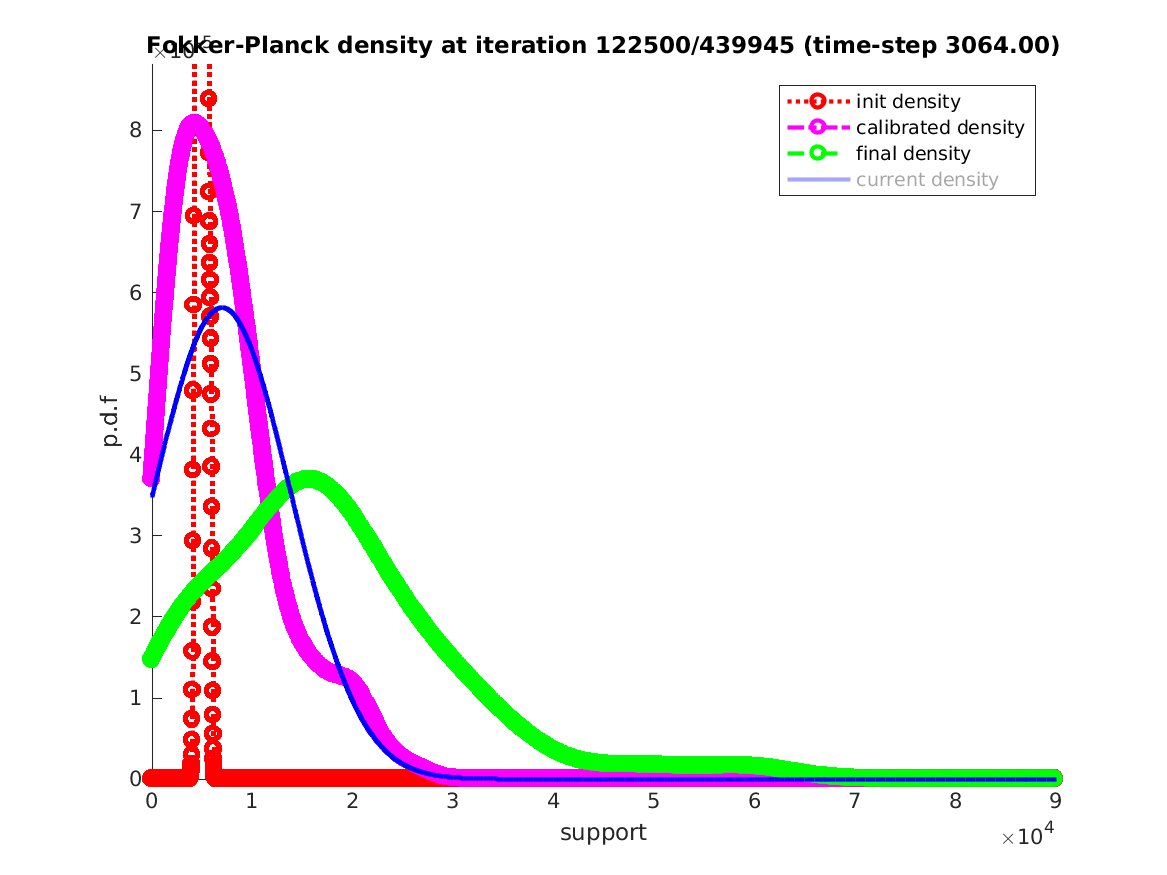 Fokker-Planck density at iteration 122500/439945 (time-step 3064.00)
init density
calibrated density
final density
current density
8
7
6
5
4
3
2
1
0
p.d.f
0 1 2 3 4 5 6 7 8 9
support
×10^4